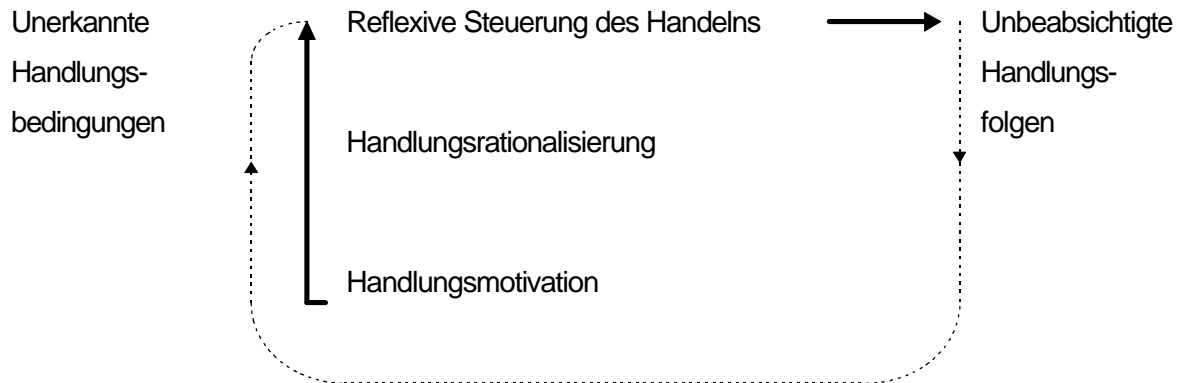 Unerkannte
Handlungs-
bedingungen
Reflexive Steuerung des Handelns
Handlungsrationalisierung
Handlungsmotivation
Unbeabsichtigte
Handlungs-
folgen